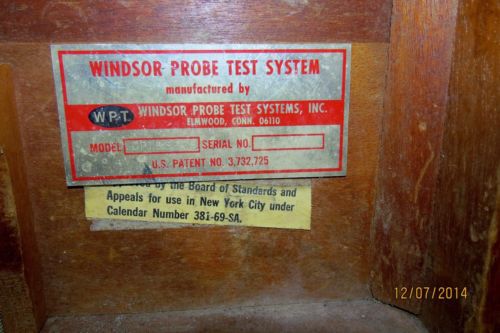 WINDSOR PROBE TEST SYSTEM
manufactured by
W.P.T. WINDSOR PROBE TEST SYSTEMS, INC.
ELMWOOD, CONN. 06110
MODEL SERIAL NO.
U.S. PATENT NO. 3,732,725
by the Board of Standards and
Appeals for use in New York City under
Calendar Number 381-69-SA.
12/07/2014